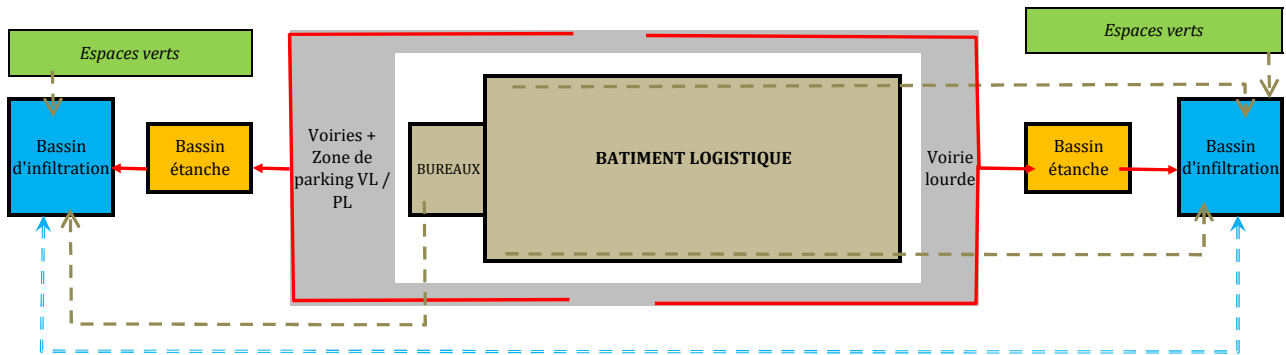 Espaces verts
Espaces verts
Bassin
d'infiltration
Bassin
étanche
Voiries +
Zone de
parking VL /
PL
BUREAUX
BATIMENT LOGISTIQUE
Voirie
lourde
Bassin
étanche
Bassin
d'infiltration